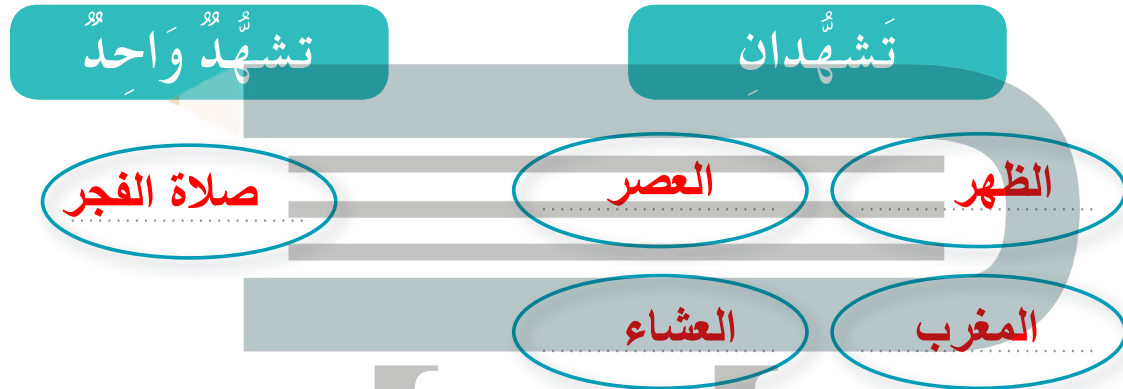 تَشهُّدانِ
تشهُّدٌ وَاحِدٌ
الظهر
العصر
صلاة الفجر
المغرب
العشاء